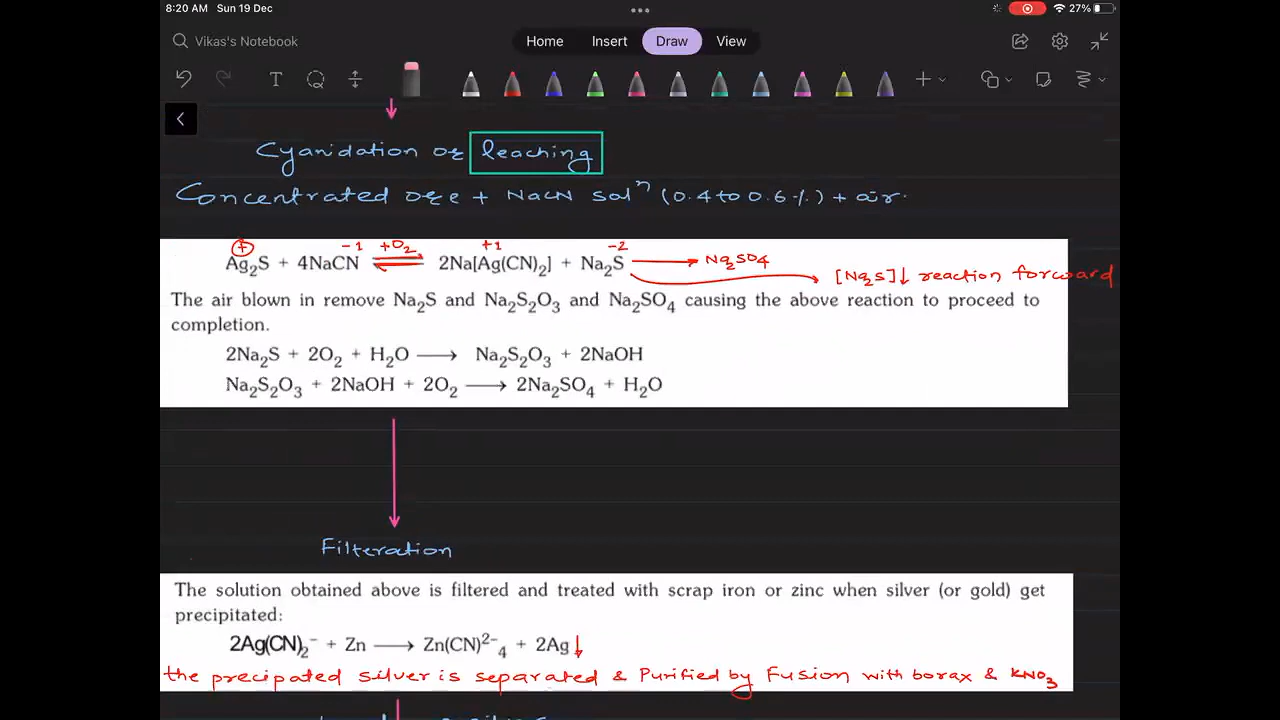 8:20 AM Sun 19 Dec
27%
Vikas's Notebook
Home Insert Draw View
T
Cyanidation or leaching
Concentrated ore + NaCN solⁿ (0.4 to 0.6 %) + air.
+ -1 +O₂ +1 -2
Ag₂S + 4NaCN ⇌ 2Na[Ag(CN)₂] + Na₂S → Na₂SO₄
[Na₂S]↓ reaction forward
The air blown in remove Na₂S and Na₂S₂O₃ and Na₂SO₄ causing the above reaction to proceed to
completion.
2Na₂S + 2O₂ + H₂O ⟶ Na₂S₂O₃ + 2NaOH
Na₂S₂O₃ + 2NaOH + 2O₂ ⟶ 2Na₂SO₄ + H₂O
Filteration
The solution obtained above is filtered and treated with scrap iron or zinc when silver (or gold) get
precipitated:
2Ag(CN)₂⁻ + Zn ⟶ Zn(CN)²⁻₄ + 2Ag↓
the precipated silver is separated & Purified by Fusion with borax & KNO₃